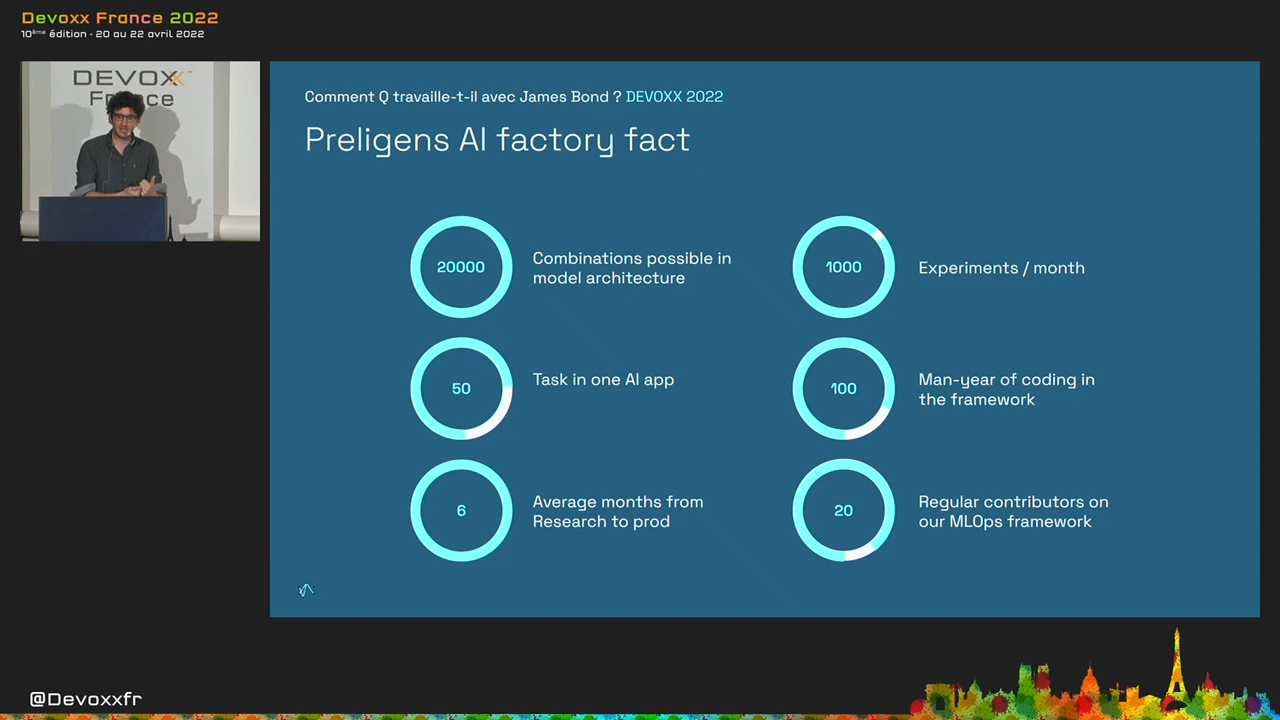 Devoxx France 2022
10ème édition - 20 au 22 avril 2022
DEVOXX
France
Comment Q travaille-t-il avec James Bond ? DEVOXX 2022
Preligens AI factory fact
20000
Combinations possible in
model architecture
1000
Experiments / month
50
Task in one AI app
100
Man-year of coding in
the framework
6
Average months from
Research to prod
20
Regular contributors on
our MLOps framework
@Devoxxfr